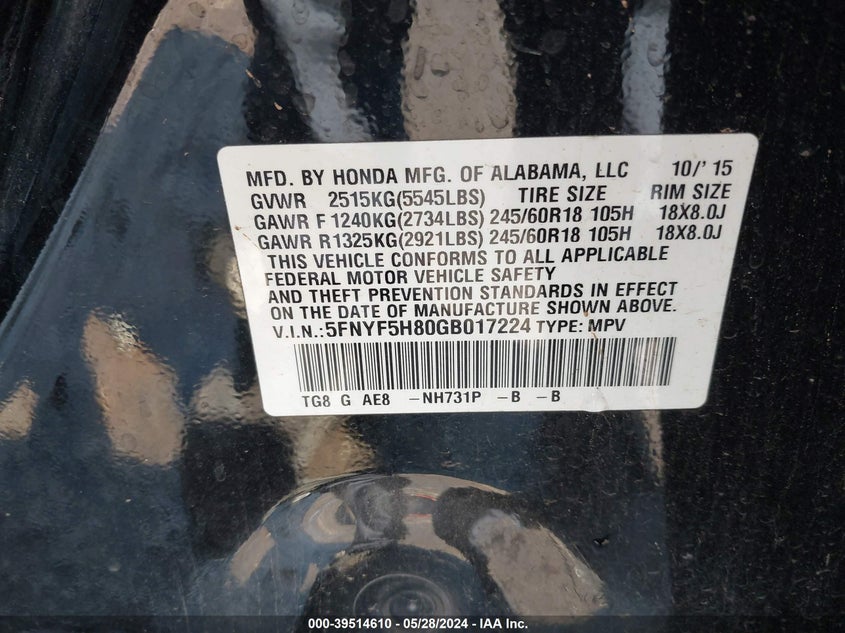 MFD. BY HONDA MFG. OF ALABAMA, LLC 10/' 15
GVWR 2515KG(5545LBS) TIRE SIZE RIM SIZE
GAWR F 1240KG(2734LBS) 245/60R18 105H 18X8.0J
GAWR R1325KG(2921LBS) 245/60R18 105H 18X8.0J
THIS VEHICLE CONFORMS TO ALL APPLICABLE
FEDERAL MOTOR VEHICLE SAFETY
AND THEFT PREVENTION STANDARDS IN EFFECT
ON THE DATE OF MANUFACTURE SHOWN ABOVE.
V.I.N.:5FNYF5H80GB017224 TYPE: MPV
TG8 G AE8 -NH731P -B -B
000-39514610 - 05/28/2024 - IAA Inc.